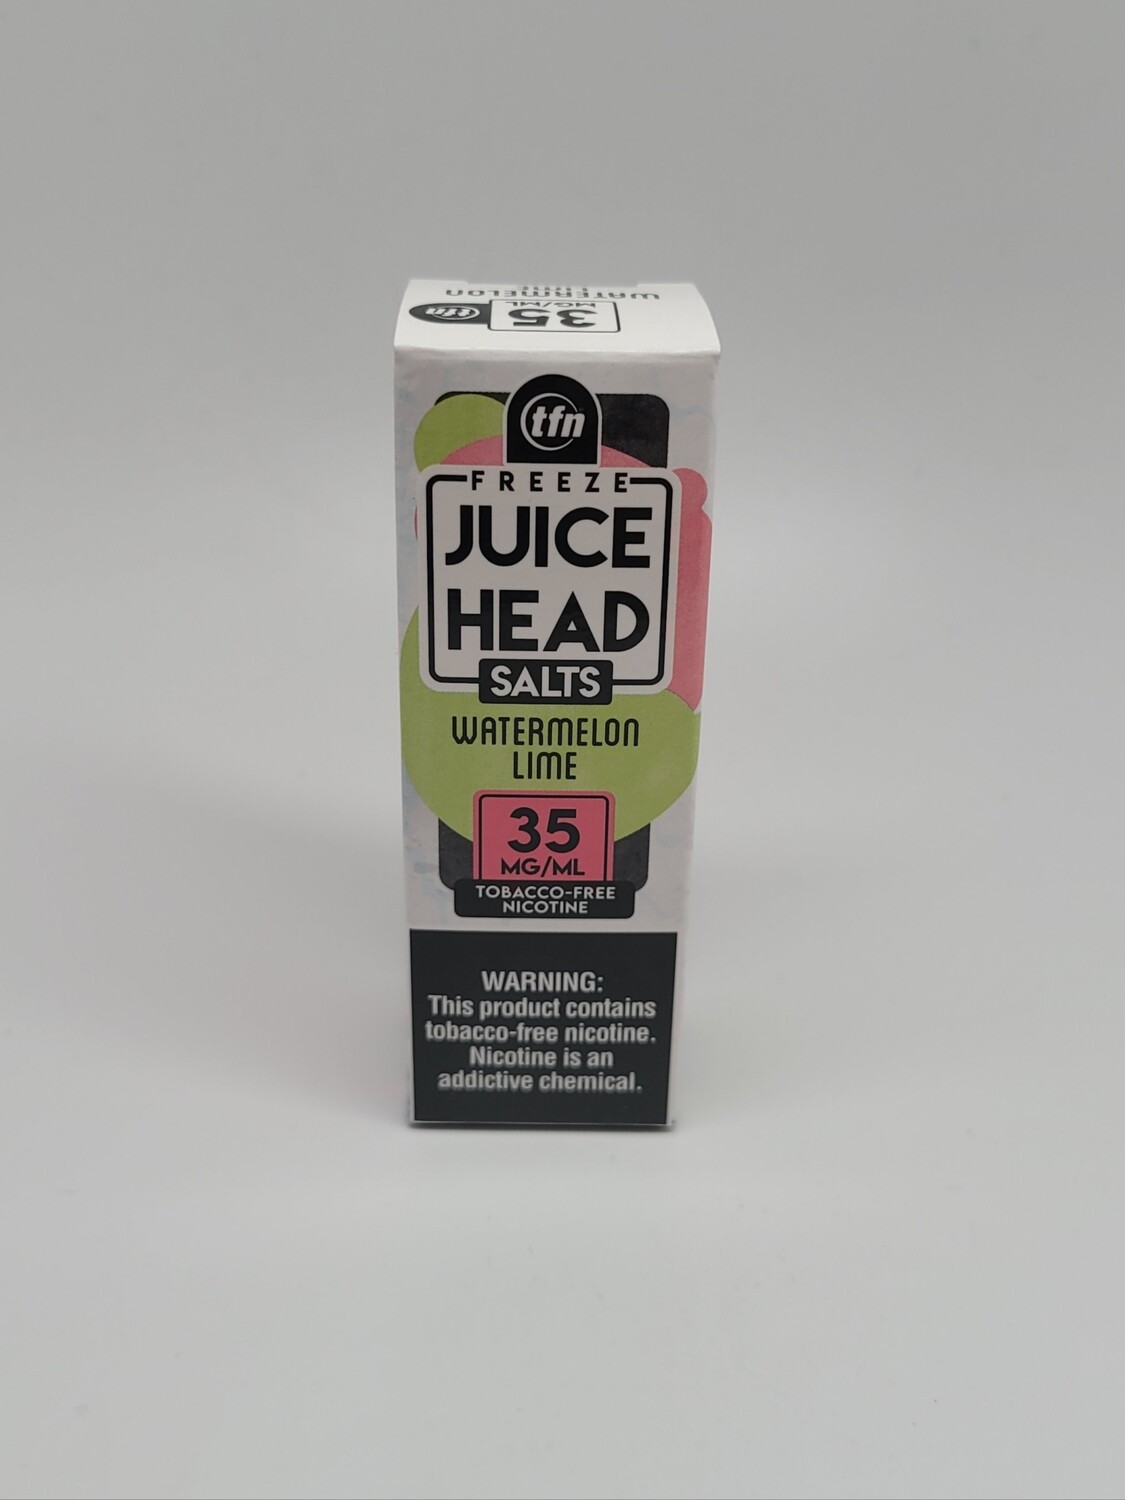 WATERMELON
LIME
35
MG/ML
tfn
tfn
FREEZE
JUICE
HEAD
SALTS
WATERMELON
LIME
35
MG/ML
TOBACCO-FREE
NICOTINE
WARNING:
This product contains
tobacco-free nicotine.
Nicotine is an
addictive chemical.